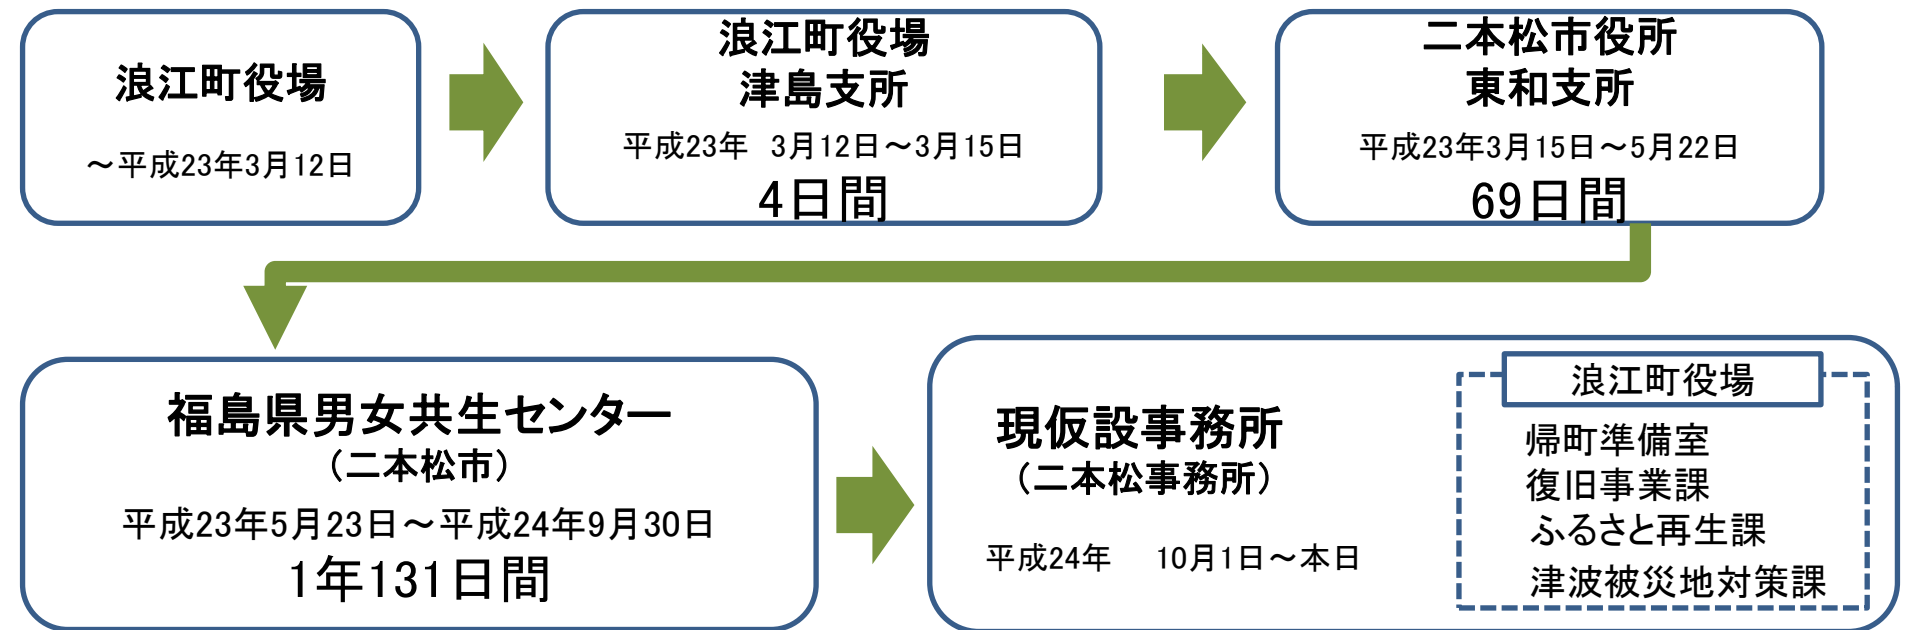 浪江町役場
～平成23年3月12日
浪江町役場
津島支所
平成23年 3月12日～3月15日
4日間
二本松市役所
東和支所
平成23年3月15日～5月22日
69日間
福島県男女共生センター
（二本松市）
平成23年5月23日～平成24年9月30日
1年131日間
現仮設事務所
（二本松事務所）
平成24年 10月1日～本日
浪江町役場
帰町準備室
復旧事業課
ふるさと再生課
津波被災地対策課